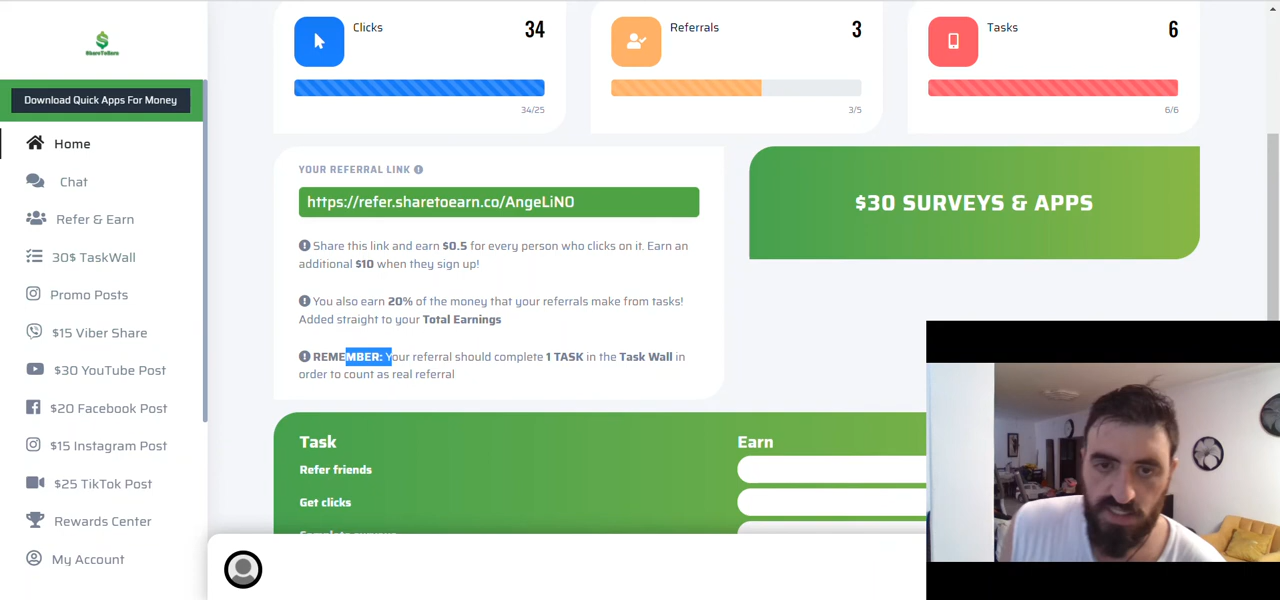 ShareToEarn
Download Quick Apps For Money
Home
Chat
Refer & Earn
30$ TaskWall
Promo Posts
$15 Viber Share
$30 YouTube Post
$20 Facebook Post
$15 Instagram Post
$25 TikTok Post
Rewards Center
My Account
Clicks 34
34/25
Referrals 3
3/5
Tasks 6
6/6
YOUR REFERRAL LINK
https://refer.sharetoearn.co/AngeLiNO
Share this link and earn $0.5 for every person who clicks on it. Earn an
additional $10 when they sign up!
You also earn 20% of the money that your referrals make from tasks!
Added straight to your Total Earnings
REMEMBER: Your referral should complete 1 TASK in the Task Wall in
order to count as real referral
$30 SURVEYS & APPS
Task Earn
Refer friends
Get clicks